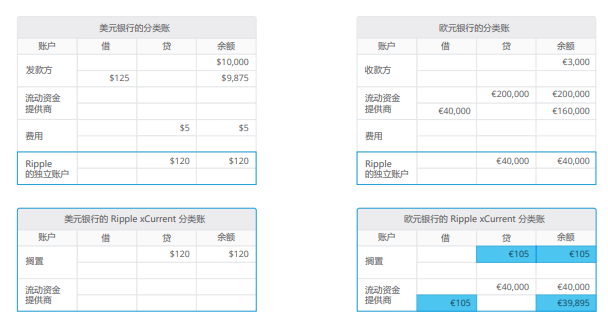 美元银行的分类账
账户 借 贷 余额
发款方 $10,000
$125 $9,875
流动资金
提供商
费用 $5 $5
Ripple $120 $120
的独立账户
欧元银行的分类账
账户 借 贷 余额
收款方 €3,000
流动资金 €200,000 €200,000
提供商 €40,000 €160,000
费用
Ripple €40,000 €40,000
的独立账户
美元银行的 Ripple xCurrent 分类账
账户 借 贷 余额
搁置 $120 $120
流动资金
提供商
欧元银行的 Ripple xCurrent 分类账
账户 借 贷 余额
搁置 €105 €105
流动资金 €40,000 €40,000
提供商 €105 €39,895